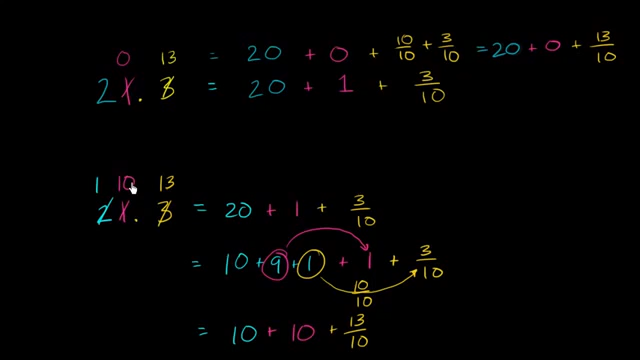 0 13 = 20 + 0 + 10/10 + 3/10 = 20 + 0 + 13/10
21.3 = 20 + 1 + 3/10
1 10 13
21.3 = 20 + 1 + 3/10
= 10 + 9 + 1 + 1 + 3/10
10/10
= 10 + 10 + 13/10